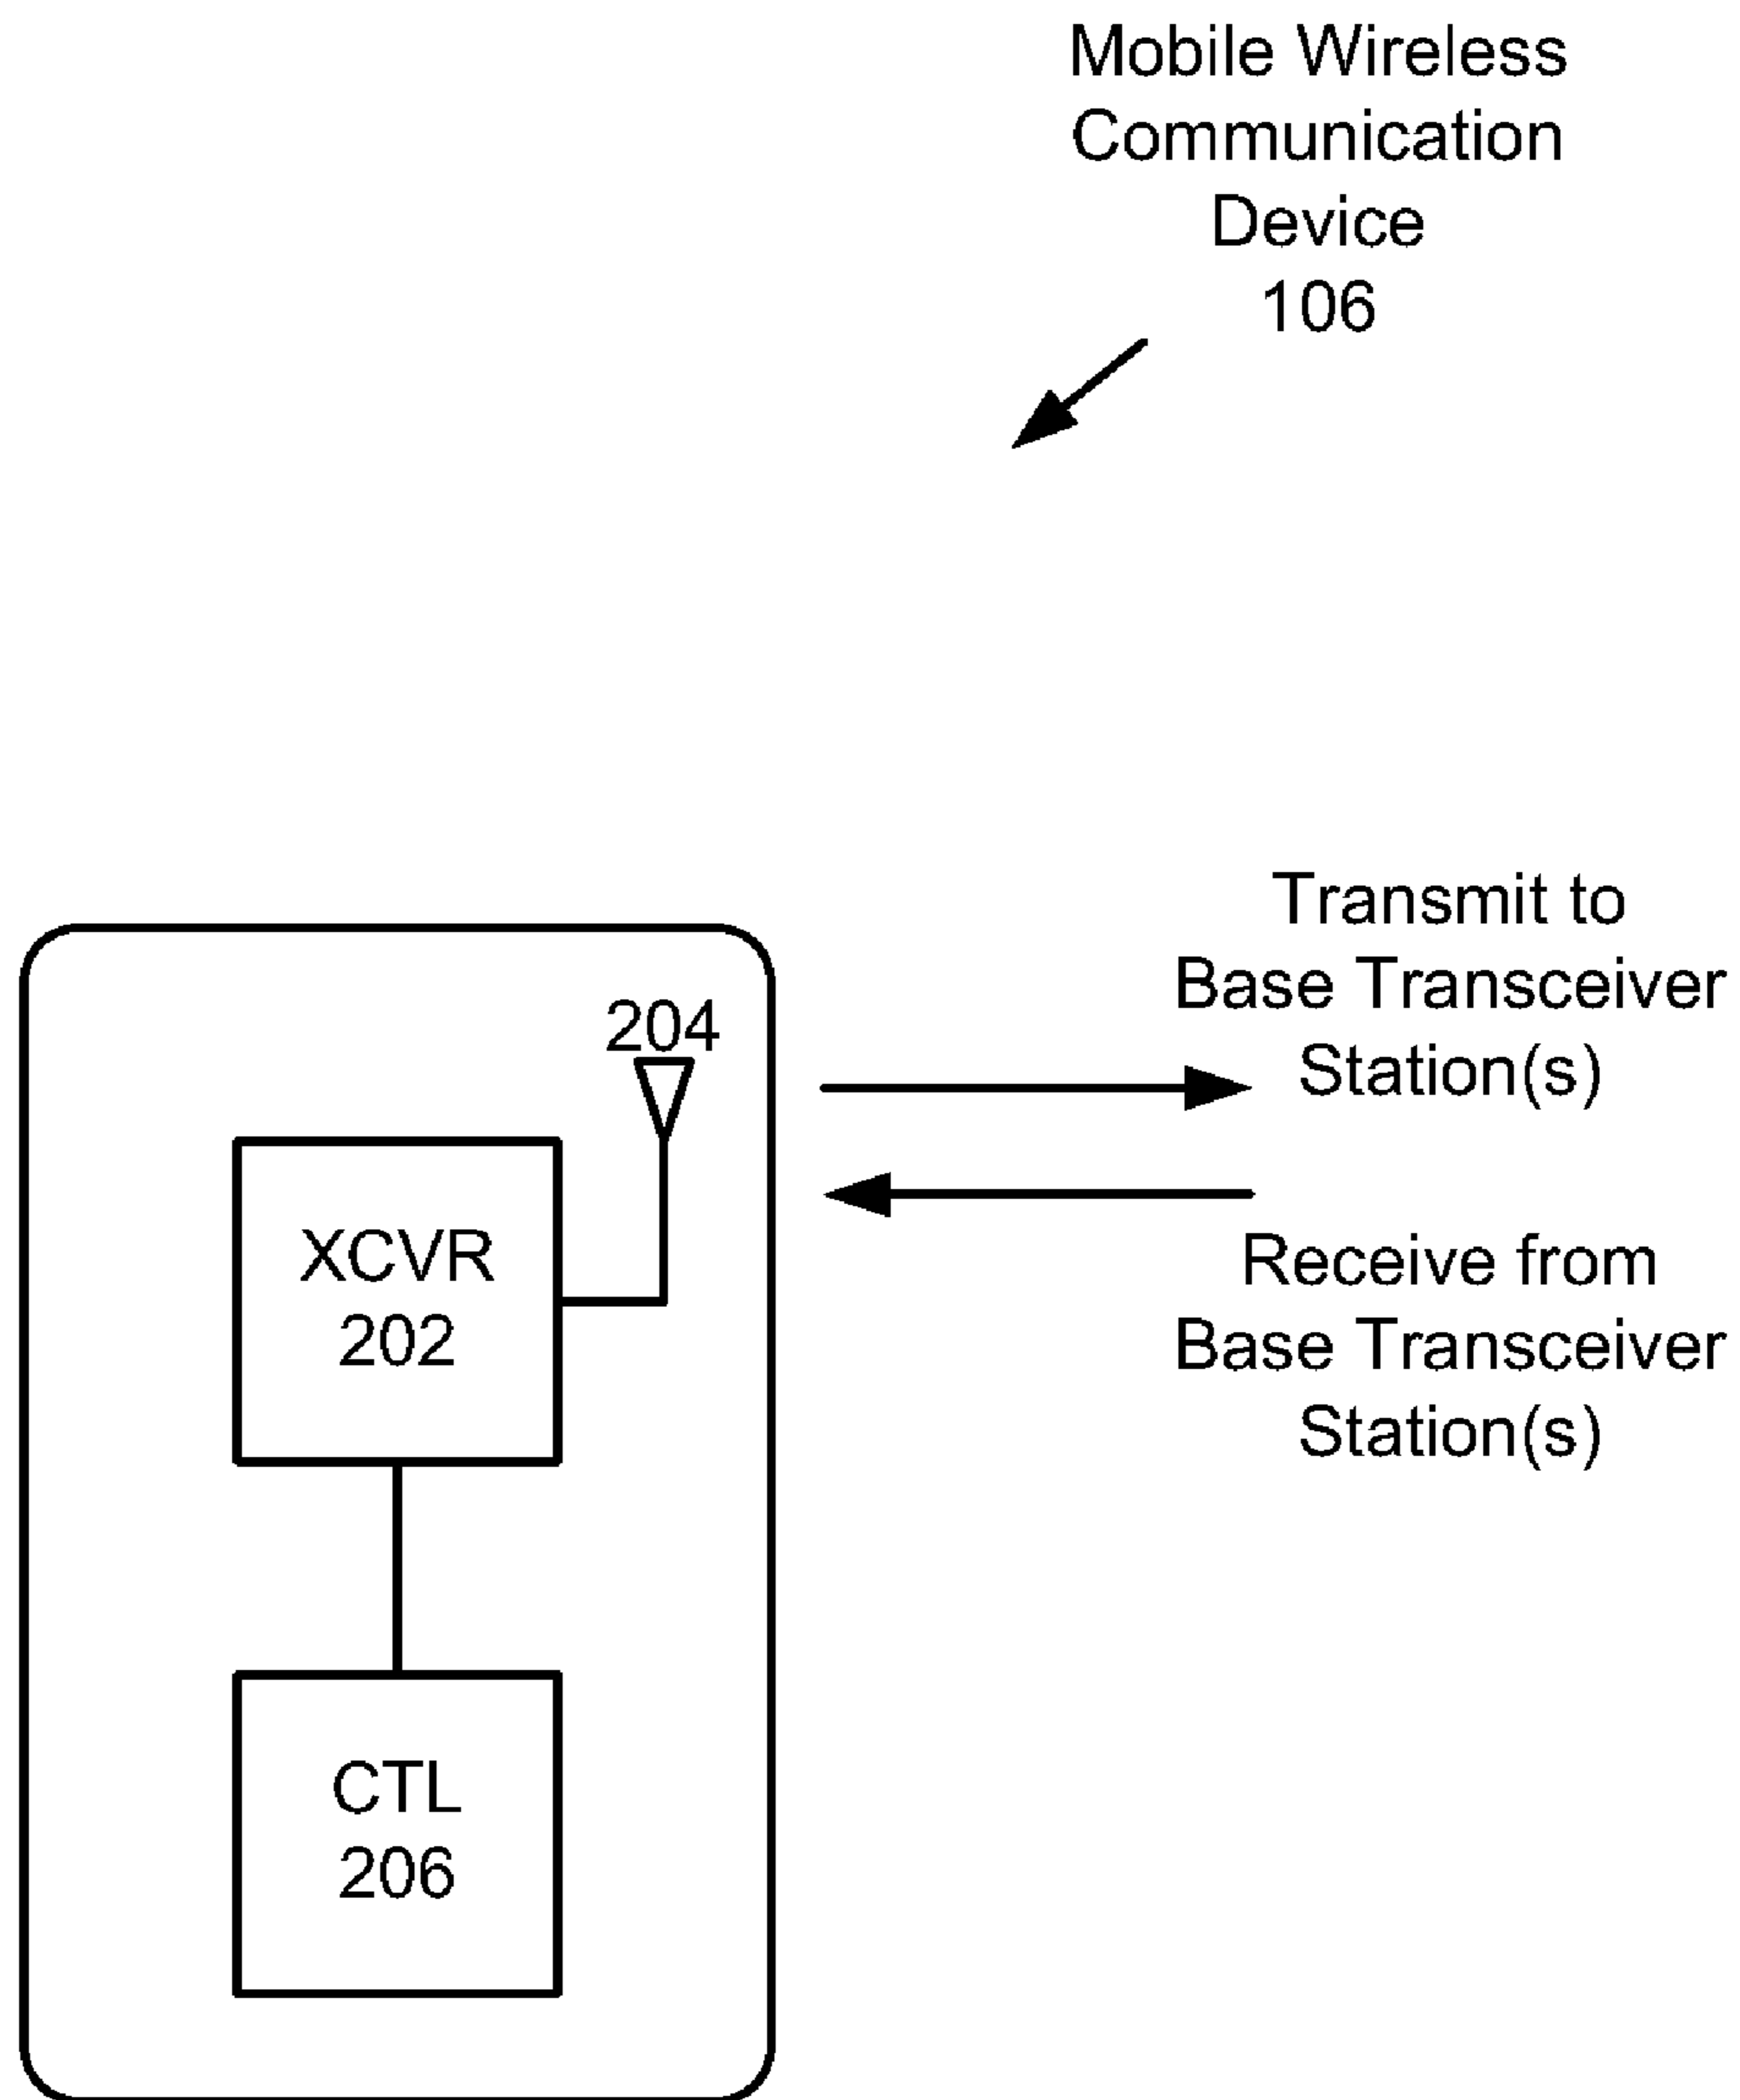 Mobile Wireless
Communication
Device
106
Transmit to
Base Transceiver
Station(s)
204
XCVR
202
Receive from
Base Transceiver
Station(s)
CTL
206